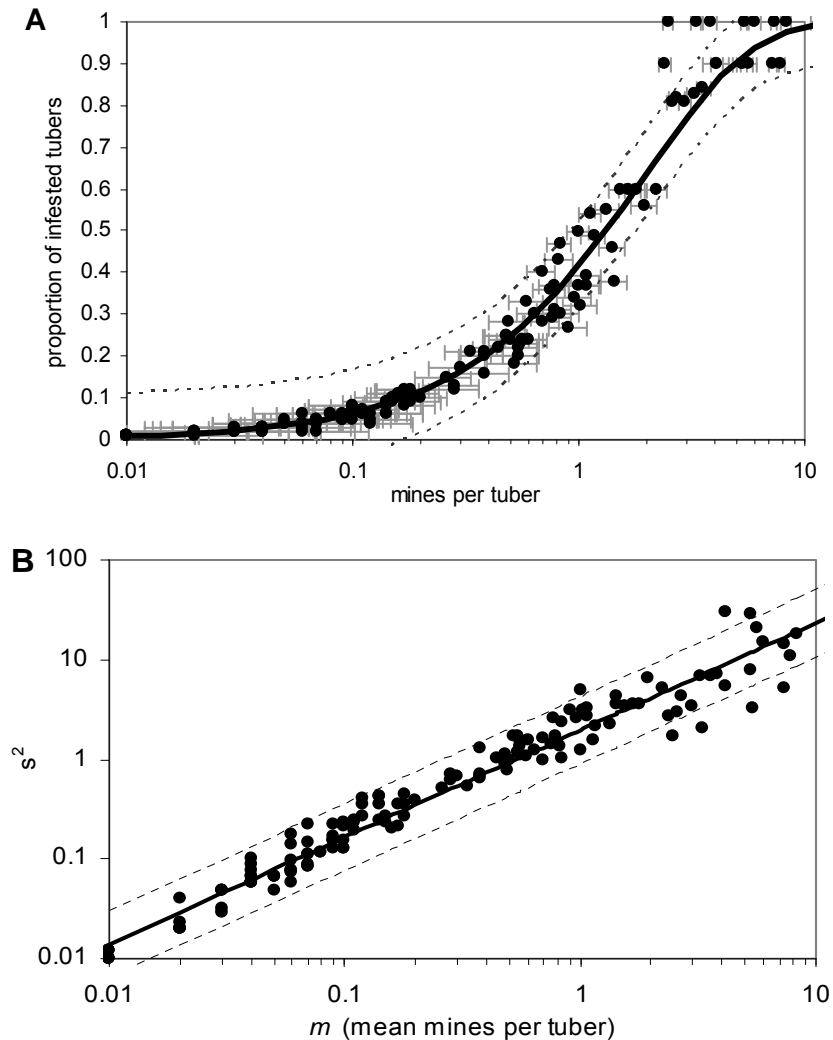 A
1
0.9
0.8
0.7
0.6
0.5
0.4
0.3
0.2
0.1
0
proportion of infested tubers
0.01 0.1 1 10
mines per tuber
B
100
10
1
0.1
0.01
s²
0.01 0.1 1 10
m (mean mines per tuber)